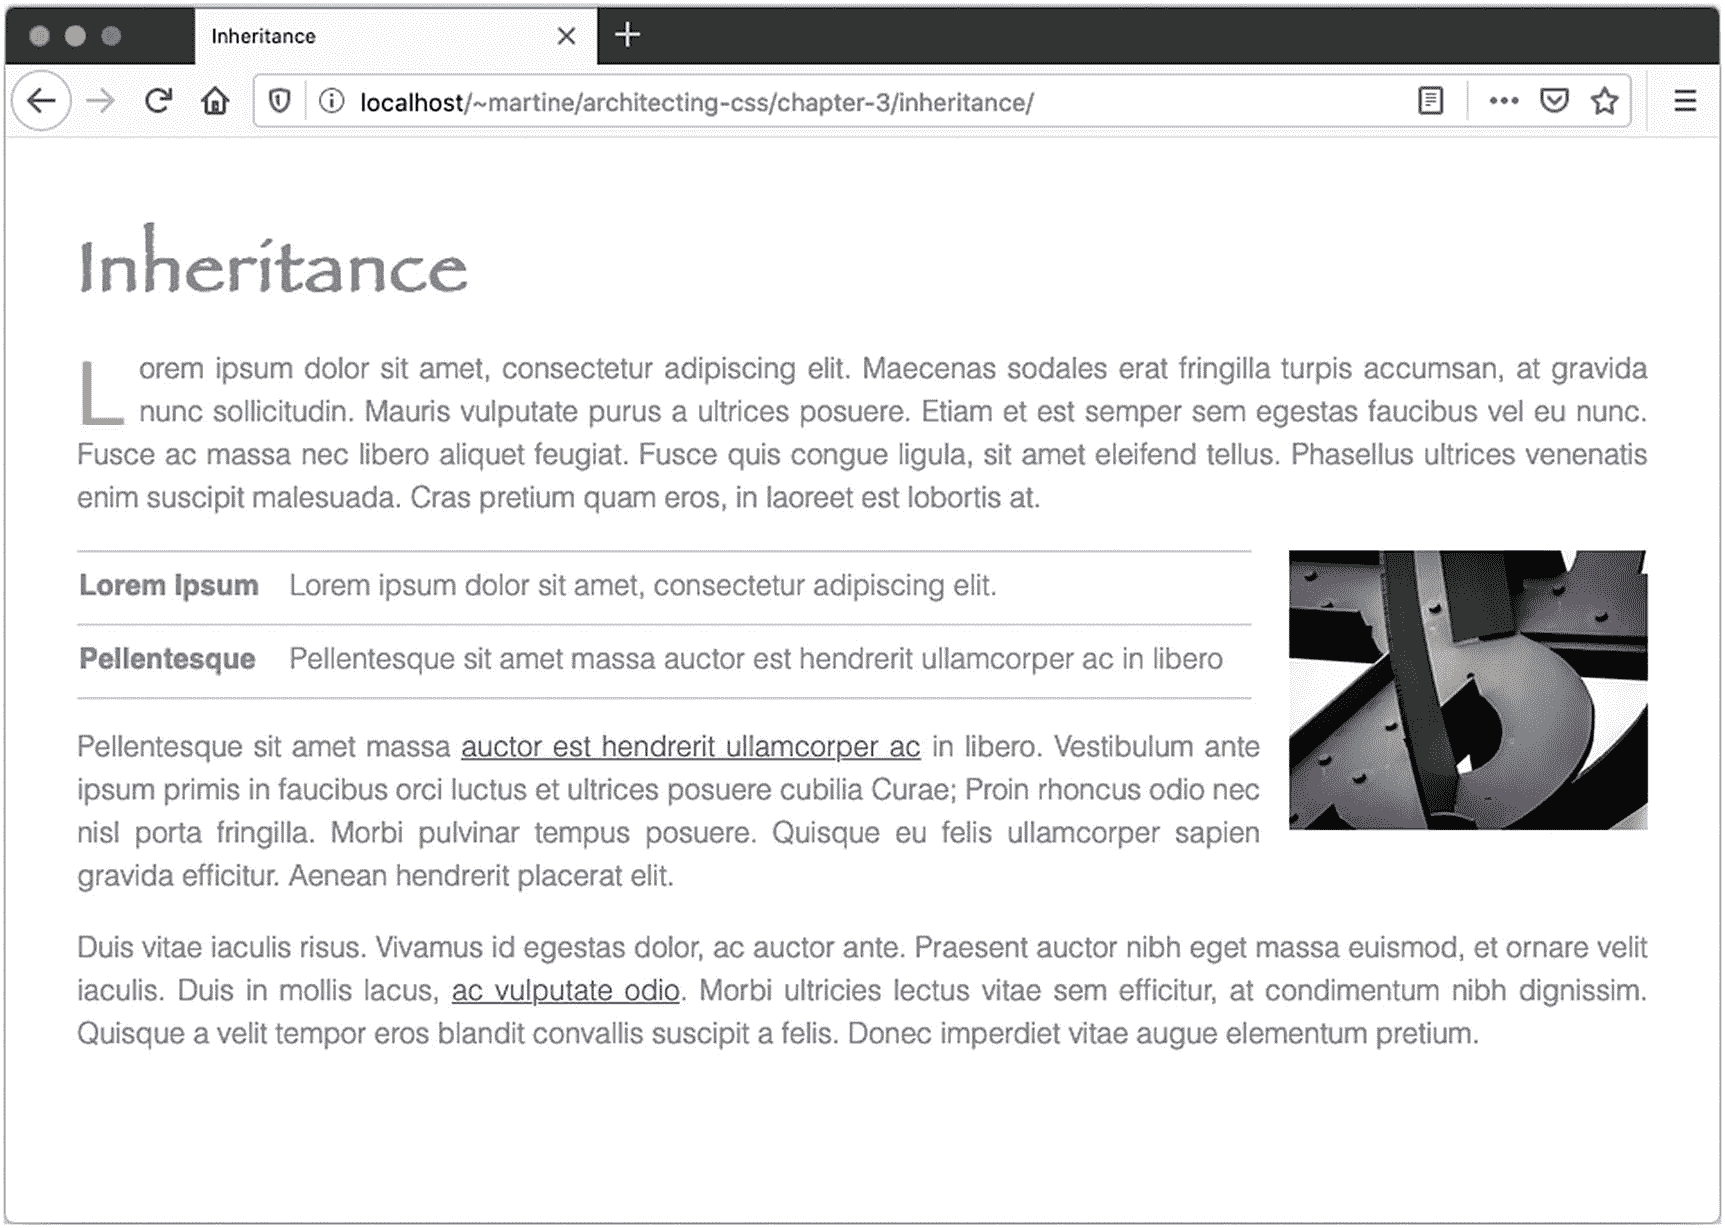 Inheritance
localhost/~martine/architecting-css/chapter-3/inheritance/
Inheritance
Lorem ipsum dolor sit amet, consectetur adipiscing elit. Maecenas sodales erat fringilla turpis accumsan, at gravida
nunc sollicitudin. Mauris vulputate purus a ultrices posuere. Etiam et est semper sem egestas faucibus vel eu nunc.
Fusce ac massa nec libero aliquet feugiat. Fusce quis congue ligula, sit amet eleifend tellus. Phasellus ultrices venenatis
enim suscipit malesuada. Cras pretium quam eros, in laoreet est lobortis at.
Lorem Ipsum Lorem ipsum dolor sit amet, consectetur adipiscing elit.
Pellentesque Pellentesque sit amet massa auctor est hendrerit ullamcorper ac in libero
Pellentesque sit amet massa auctor est hendrerit ullamcorper ac in libero. Vestibulum ante
ipsum primis in faucibus orci luctus et ultrices posuere cubilia Curae; Proin rhoncus odio nec
nisl porta fringilla. Morbi pulvinar tempus posuere. Quisque eu felis ullamcorper sapien
gravida efficitur. Aenean hendrerit placerat elit.
Duis vitae iaculis risus. Vivamus id egestas dolor, ac auctor ante. Praesent auctor nibh eget massa euismod, et ornare velit
iaculis. Duis in mollis lacus, ac vulputate odio. Morbi ultricies lectus vitae sem efficitur, at condimentum nibh dignissim.
Quisque a velit tempor eros blandit convallis suscipit a felis. Donec imperdiet vitae augue elementum pretium.